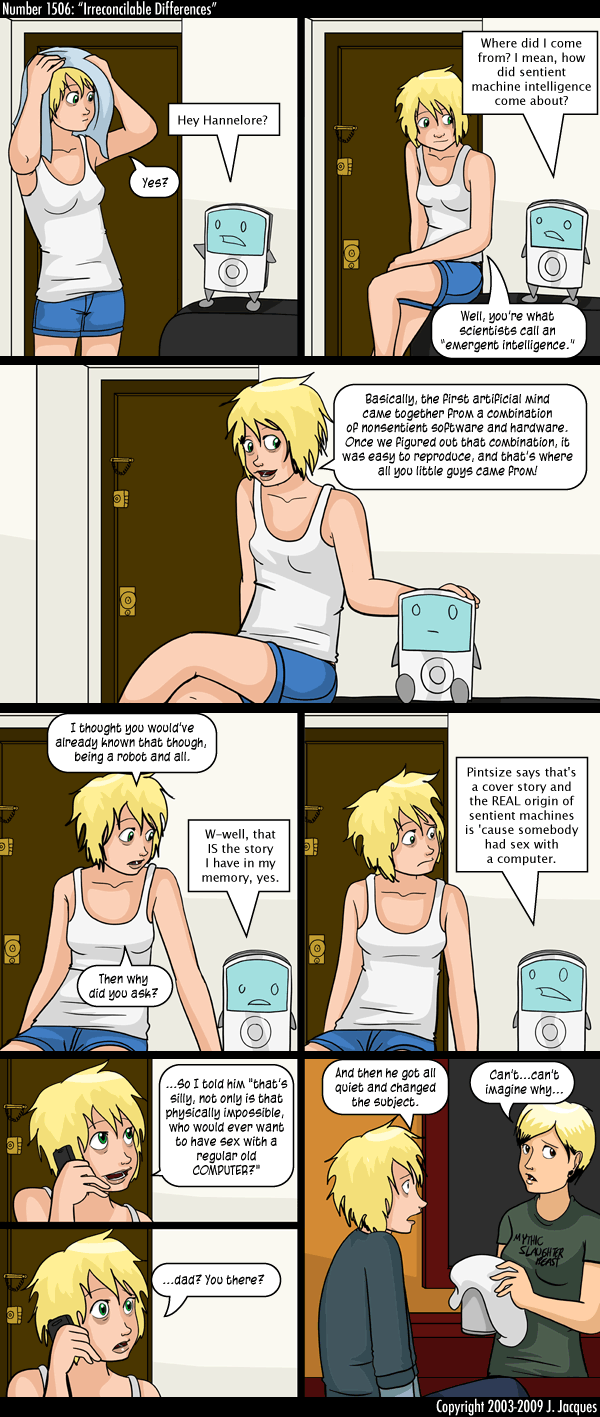 Number 1506: "Irreconcilable Differences"
Hey Hannelore?
Yes?
Where did I come
from? I mean, how
did sentient
machine intelligence
come about?
Well, you're what
scientists call an
"emergent intelligence."
Basically, the first artificial mind
came together from a combination
of nonsentient software and hardware.
Once we figured out that combination, it
was easy to reproduce, and that's where
all you little guys came from!
I thought you would've
already known that though,
being a robot and all.
W-well, that
IS the story
I have in my
memory, yes.
Then why
did you ask?
Pintsize says that's
a cover story and
the REAL origin of
sentient machines
is 'cause somebody
had sex with
a computer.
...So I told him "that's
silly, not only is that
physically impossible,
who would ever want
to have sex with a
regular old
COMPUTER?"
...dad? You there?
And then he got all
quiet and changed
the subject.
Can't...can't
imagine why...
MYTHIC
SLAUGHTER
BEAST
Copyright 2003-2009 J. Jacques